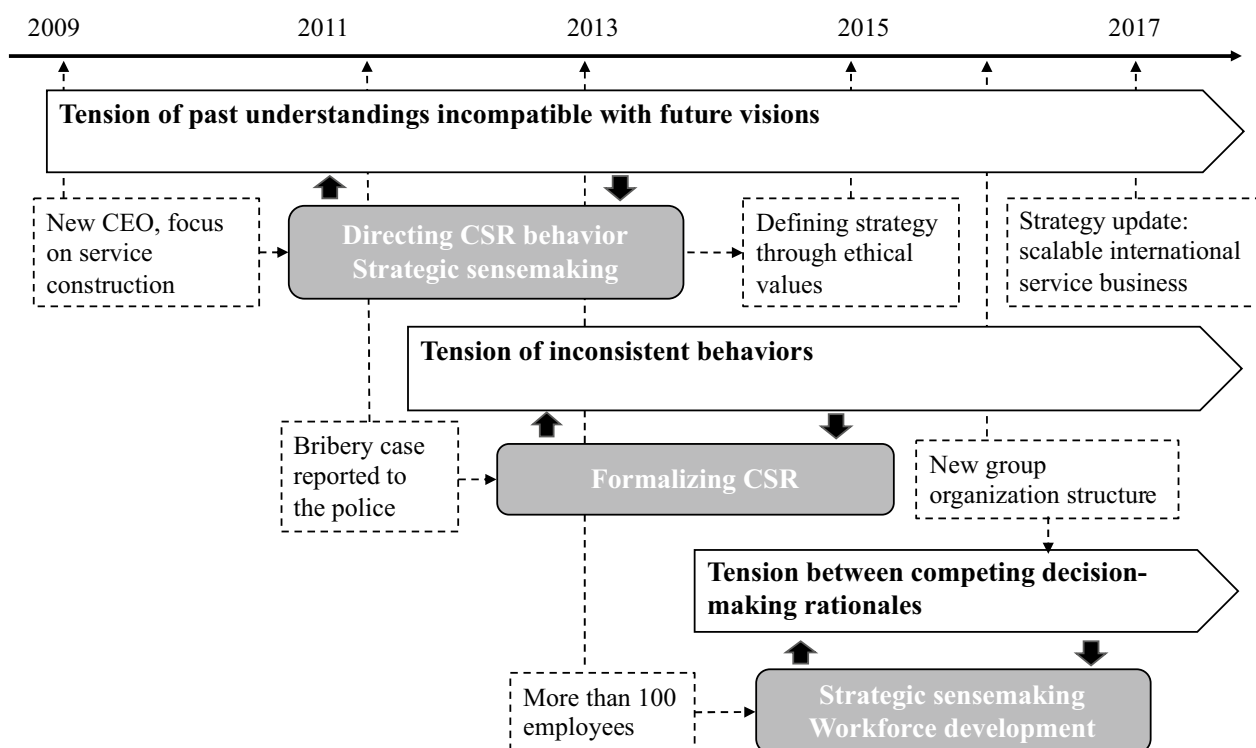 2009 2011 2013 2015 2017
Tension of past understandings incompatible with future visions
New CEO, focus
on service
construction
Directing CSR behavior
Strategic sensemaking
Defining strategy
through ethical
values
Strategy update:
scalable international
service business
Tension of inconsistent behaviors
Bribery case
reported to
the police
Formalizing CSR
New group
organization structure
Tension between competing decision-
making rationales
More than 100
employees
Strategic sensemaking
Workforce development